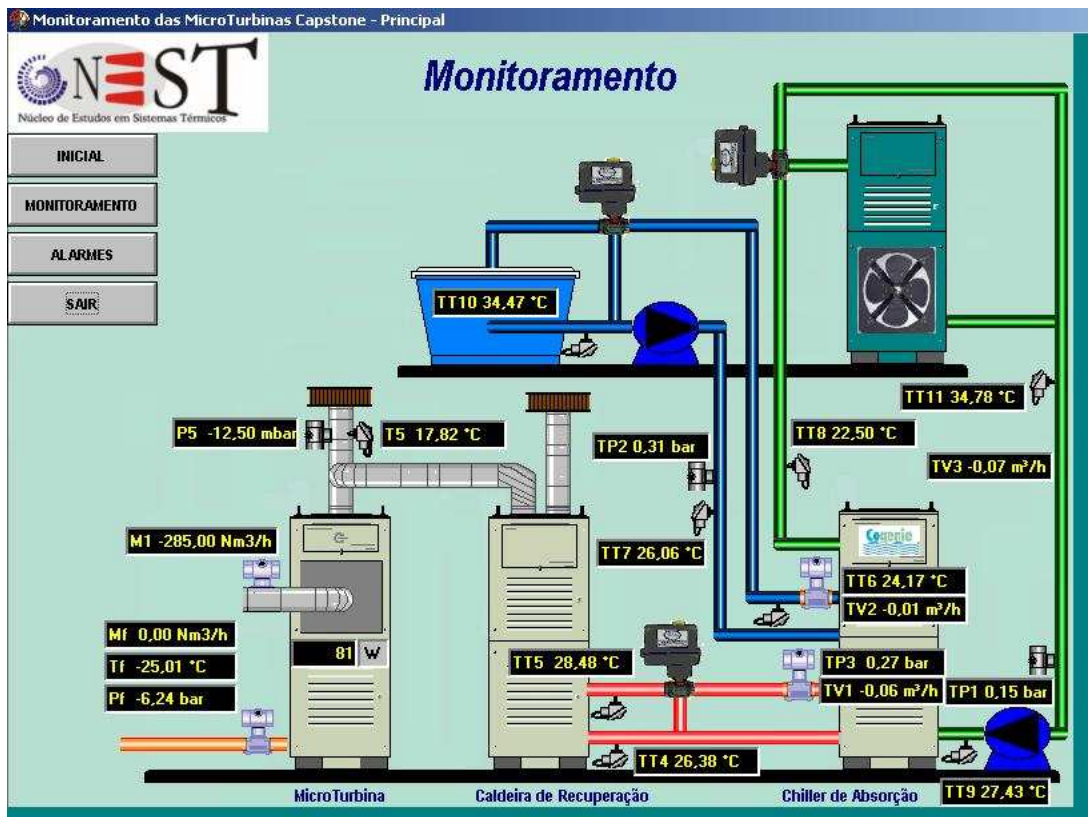 Monitoramento das MicroTurbinas Capstone - Principal
NEST
Núcleo de Estudos em Sistemas Térmicos
Monitoramento
INICIAL
MONITORAMENTO
ALARMES
SAIR
TT10 34,47 °C
TT11 34,78 °C
P5 -12,50 mbar
T5 17,82 °C
TP2 0,31 bar
TT8 22,50 °C
TV3 -0,07 m³/h
M1 -285,00 Nm3/h
TT7 26,06 °C
Cogenie
TT6 24,17 °C
TV2 -0,01 m³/h
Mf 0,00 Nm3/h
Tf -25,01 °C
Pf -6,24 bar
81 W
TT5 28,48 °C
TP3 0,27 bar
TV1 -0,06 m³/h
TP1 0,15 bar
TT4 26,38 °C
TT9 27,43 °C
MicroTurbina
Caldeira de Recuperação
Chiller de Absorção